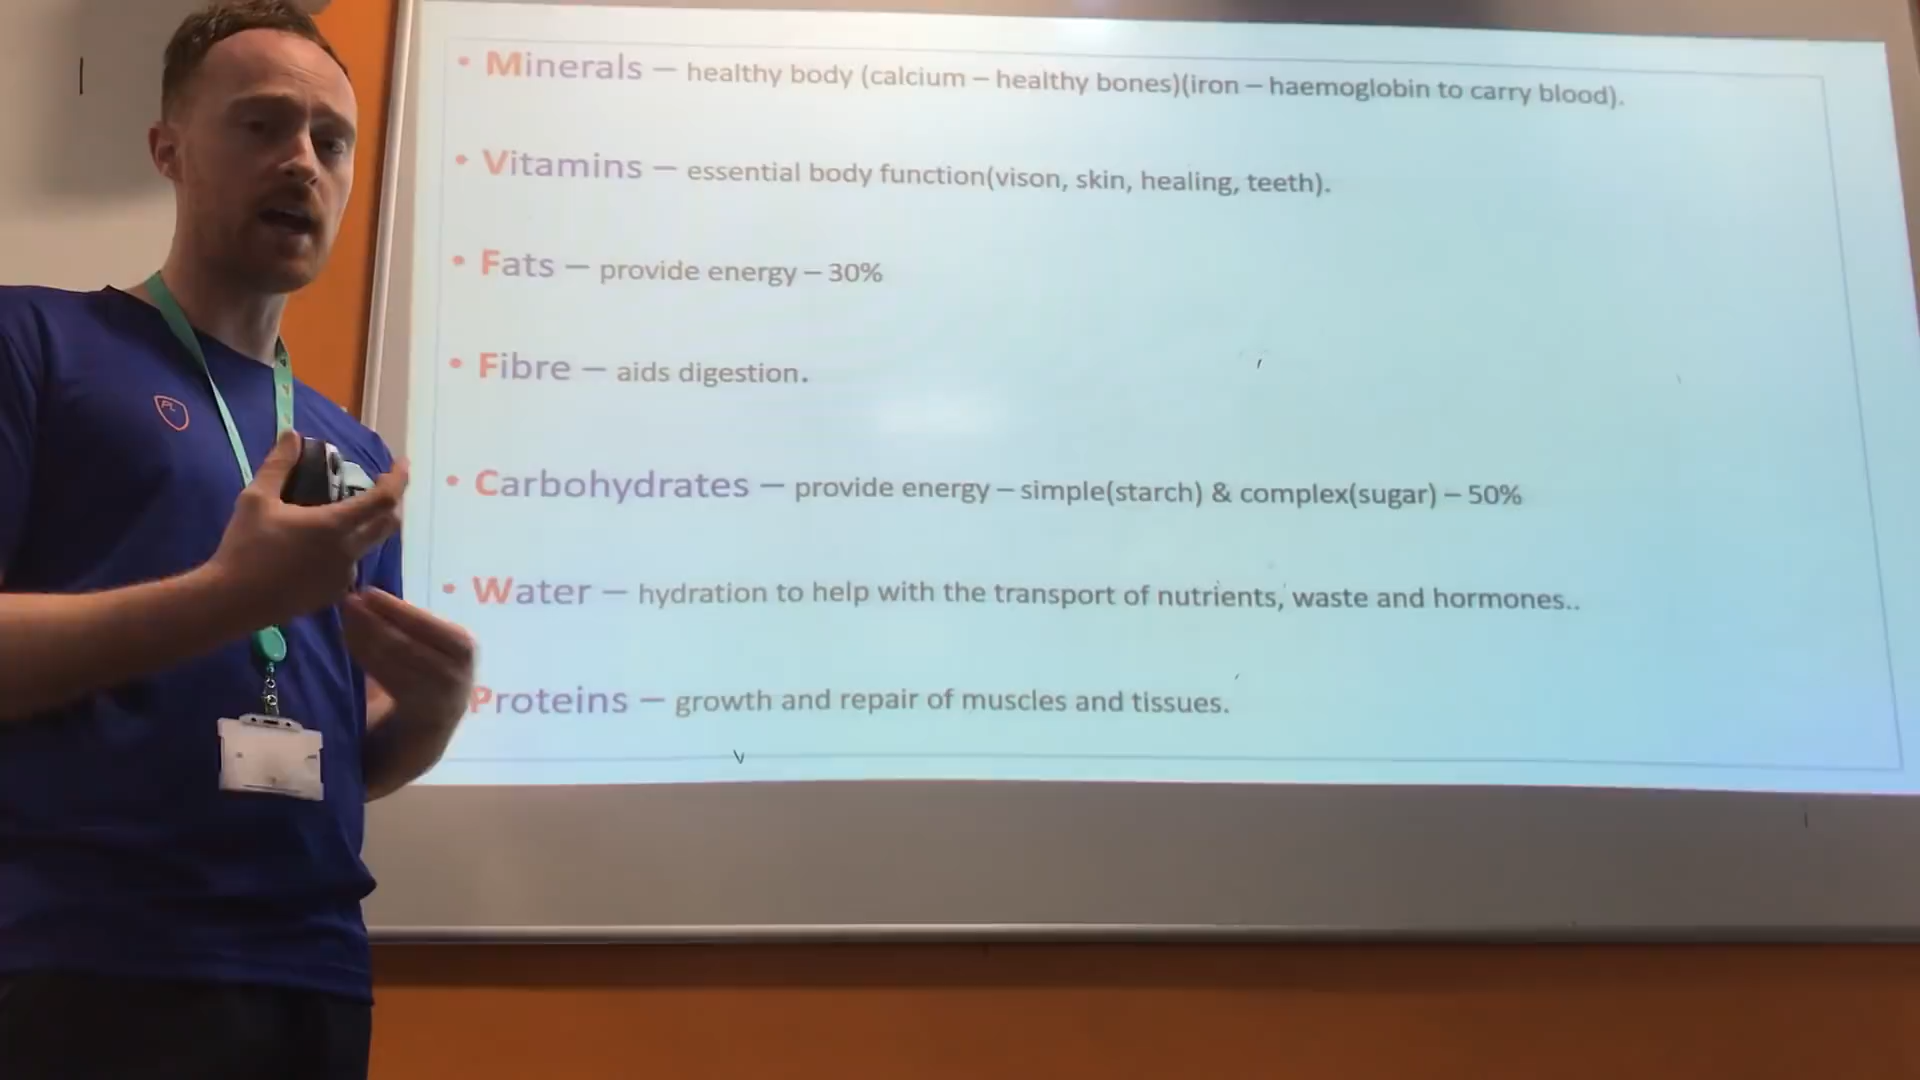 • Minerals – healthy body (calcium – healthy bones)(iron – haemoglobin to carry blood).
• Vitamins – essential body function(vison, skin, healing, teeth).
• Fats – provide energy – 30%
• Fibre – aids digestion.
• Carbohydrates – provide energy – simple(starch) & complex(sugar) – 50%
• Water – hydration to help with the transport of nutrients, waste and hormones..
Proteins – growth and repair of muscles and tissues.
PL